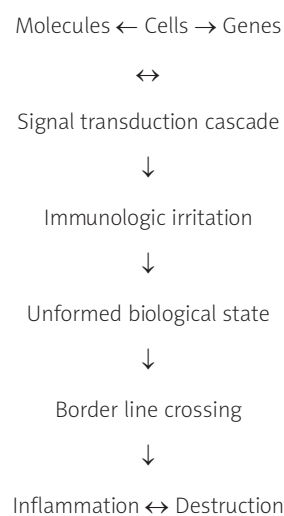 Molecules ← Cells → Genes
↔
Signal transduction cascade
↓
Immunologic irritation
↓
Unformed biological state
↓
Border line crossing
↓
Inflammation ↔ Destruction